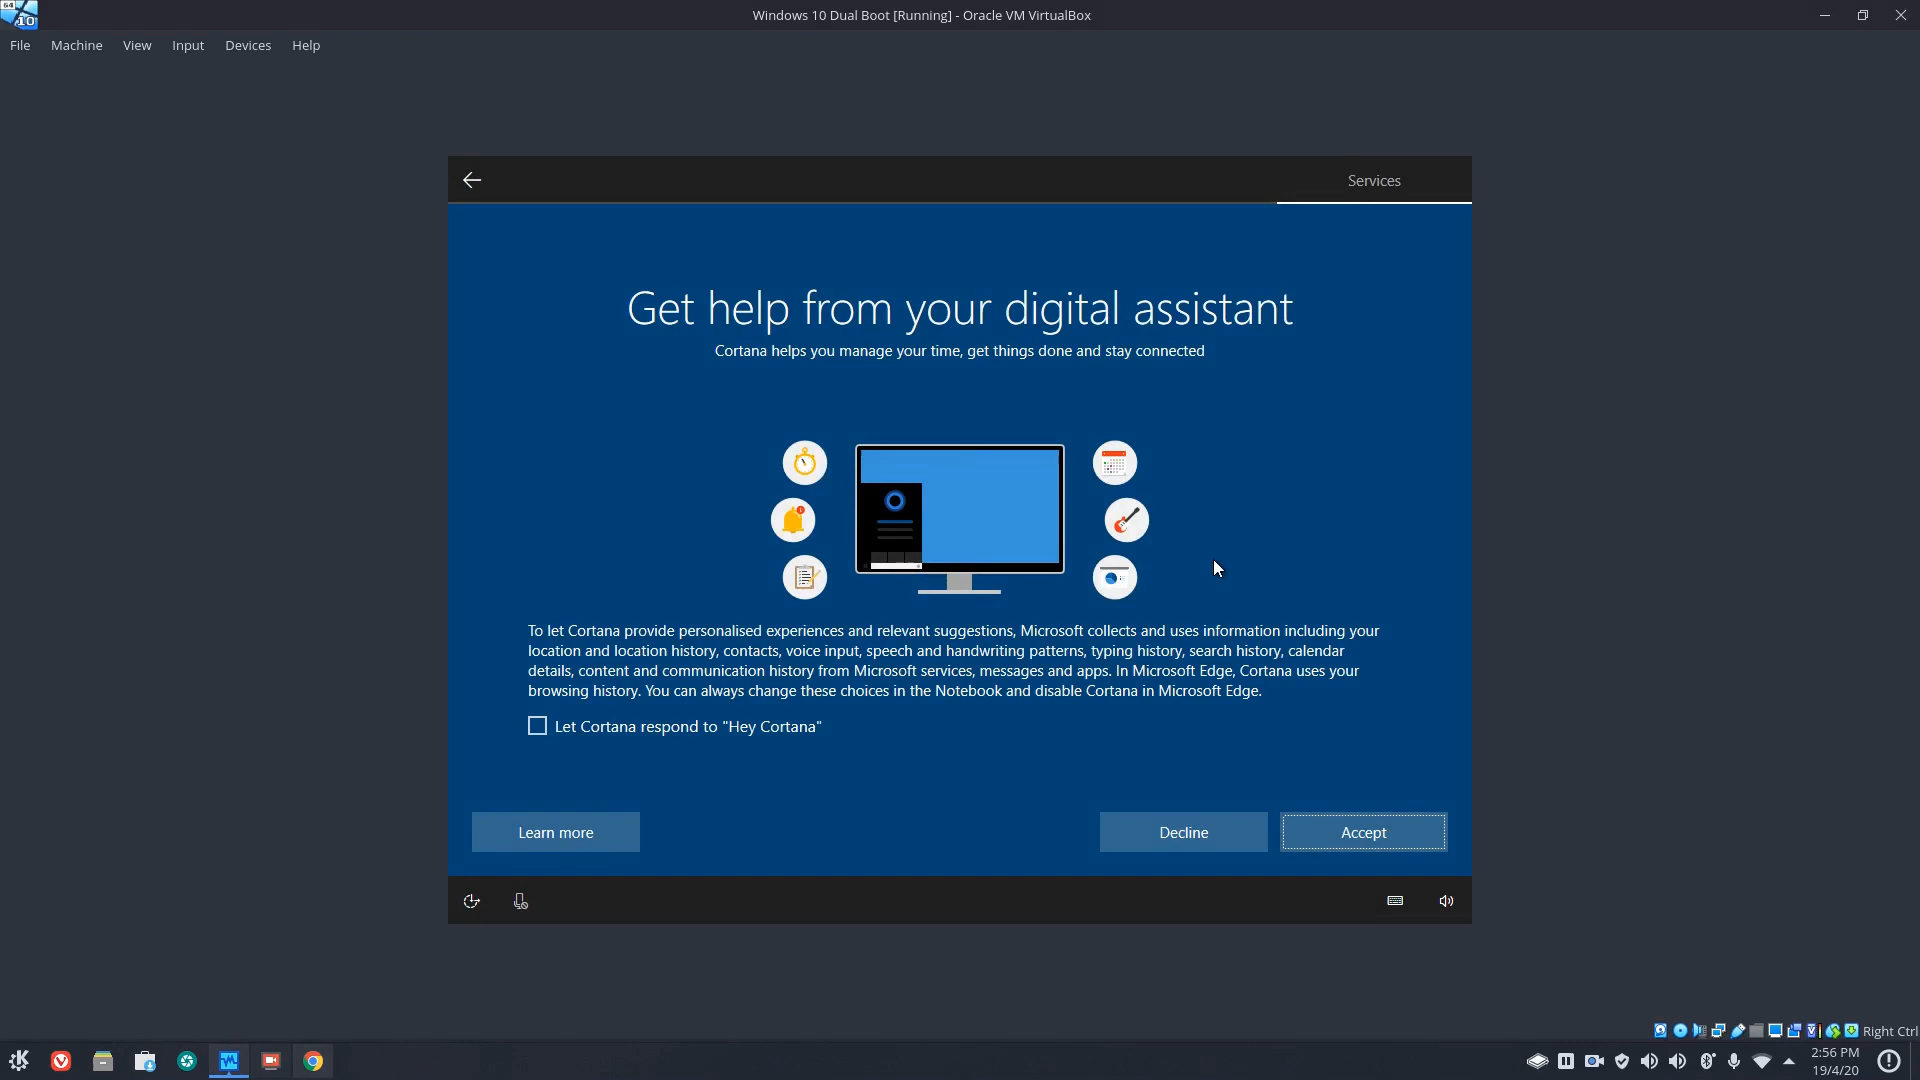 64
10
Windows 10 Dual Boot [Running] - Oracle VM VirtualBox
File Machine View Input Devices Help
Services
Get help from your digital assistant
Cortana helps you manage your time, get things done and stay connected
To let Cortana provide personalised experiences and relevant suggestions, Microsoft collects and uses information including your
location and location history, contacts, voice input, speech and handwriting patterns, typing history, search history, calendar
details, content and communication history from Microsoft services, messages and apps. In Microsoft Edge, Cortana uses your
browsing history. You can always change these choices in the Notebook and disable Cortana in Microsoft Edge.
Let Cortana respond to "Hey Cortana"
Learn more Decline Accept
Right Ctrl
2:56 PM
19/4/20